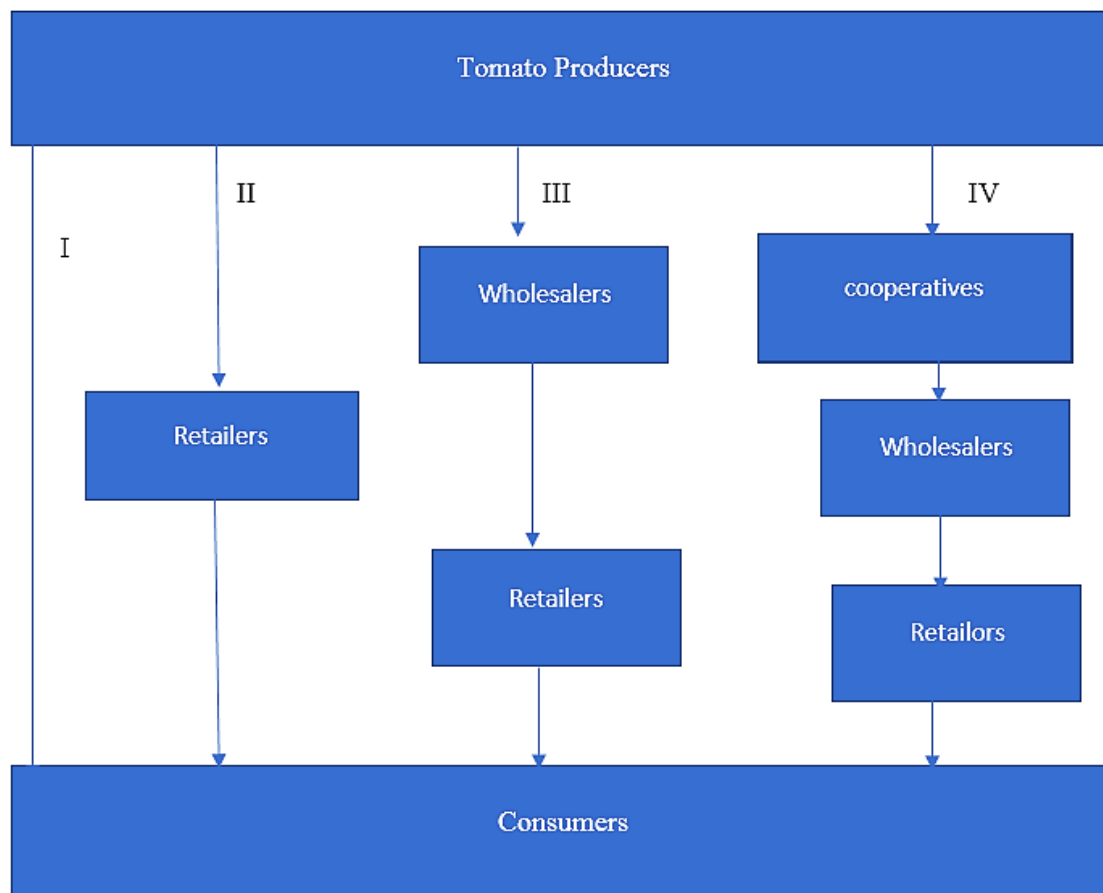 Tomato Producers
I
II
III
IV
Wholesalers
cooperatives
Retailers
Wholesalers
Retailers
Retailors
Consumers